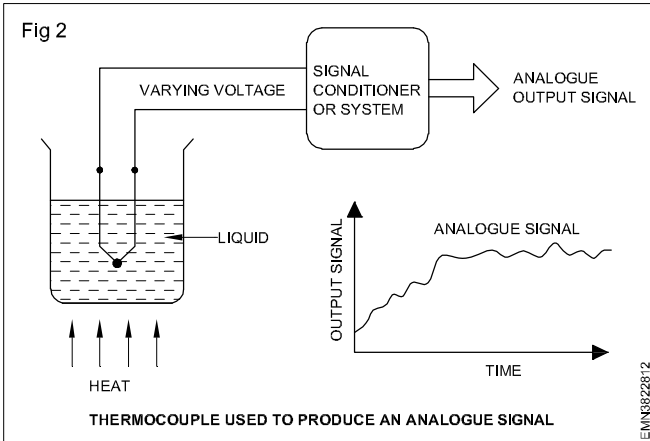 Fig 2
VARYING VOLTAGE
SIGNAL
CONDITIONER
OR SYSTEM
ANALOGUE
OUTPUT SIGNAL
LIQUID
HEAT
ANALOGUE SIGNAL
OUTPUT SIGNAL
TIME
THERMOCOUPLE USED TO PRODUCE AN ANALOGUE SIGNAL
EMN3822812